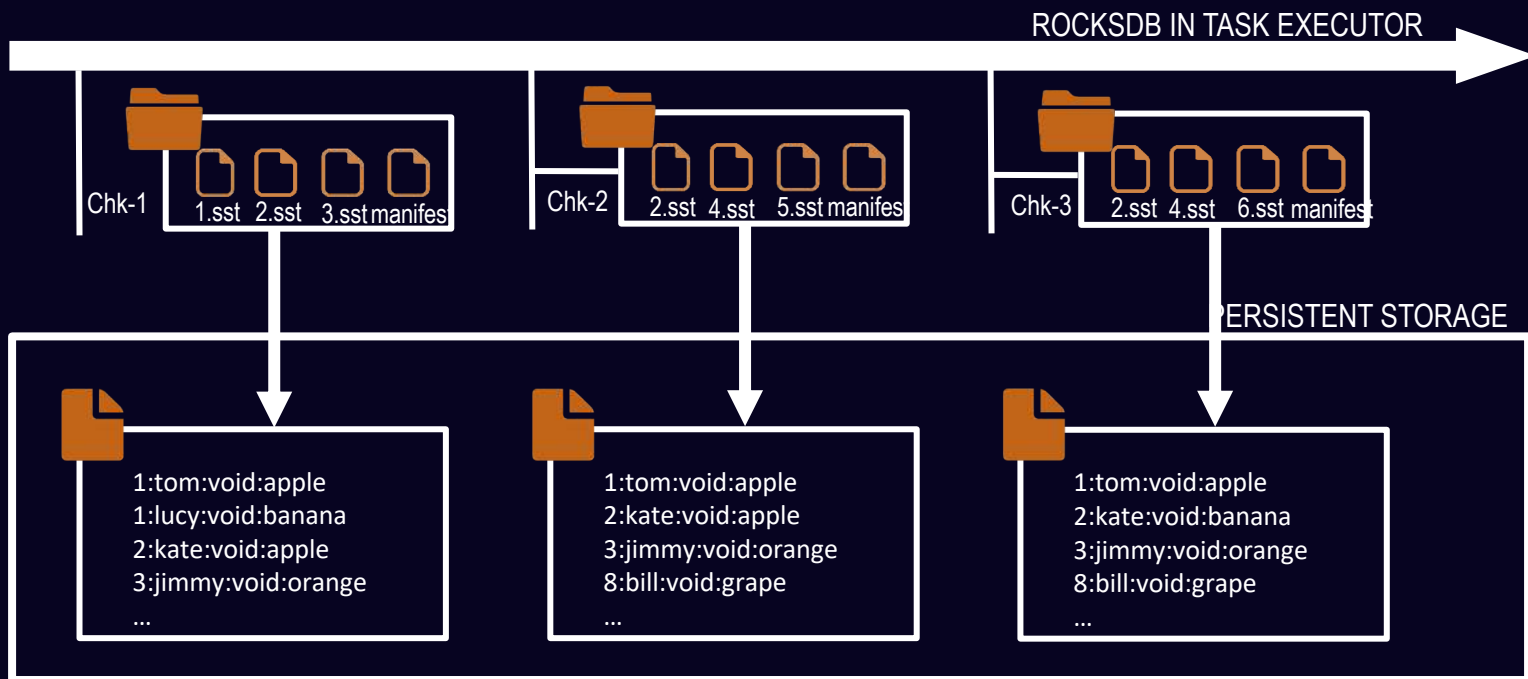 ROCKSDB IN TASK EXECUTOR
Chk-1
1.sst 2.sst 3.sst manifest
Chk-2
2.sst 4.sst 5.sst manifest
Chk-3
2.sst 4.sst 6.sst manifest
PERSISTENT STORAGE
1:tom:void:apple
1:lucy:void:banana
2:kate:void:apple
3:jimmy:void:orange
...
1:tom:void:apple
2:kate:void:apple
3:jimmy:void:orange
8:bill:void:grape
...
1:tom:void:apple
2:kate:void:banana
3:jimmy:void:orange
8:bill:void:grape
...